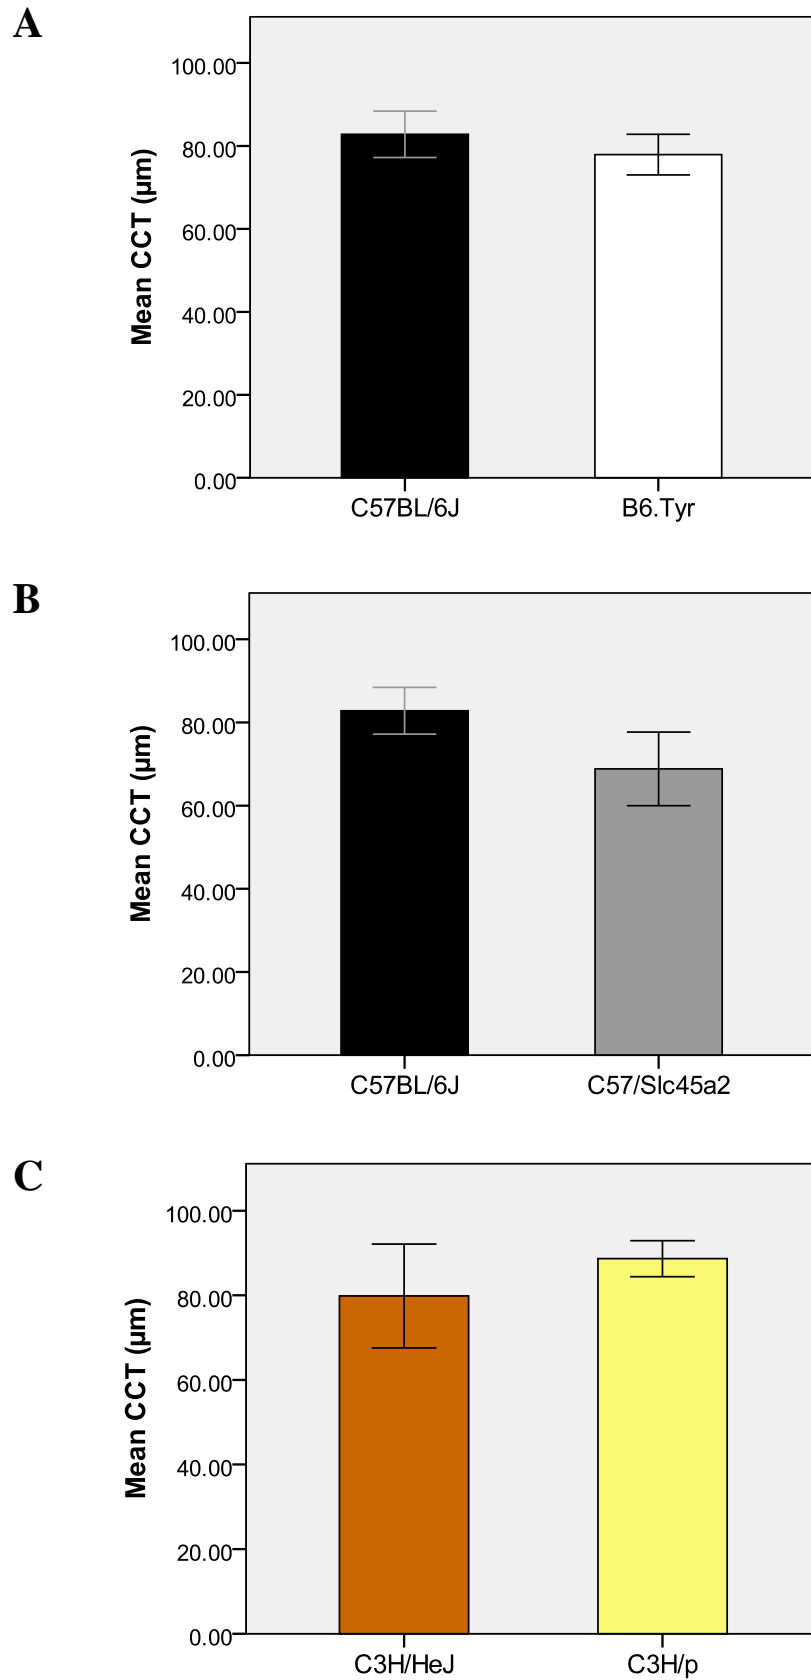 A
Mean CCT (µm)
100.00
80.00
60.00
40.00
20.00
0.00
C57BL/6J B6.Tyr
B
Mean CCT (µm)
100.00
80.00
60.00
40.00
20.00
0.00
C57BL/6J C57/Slc45a2
C
Mean CCT (µm)
100.00
80.00
60.00
40.00
20.00
0.00
C3H/HeJ C3H/p